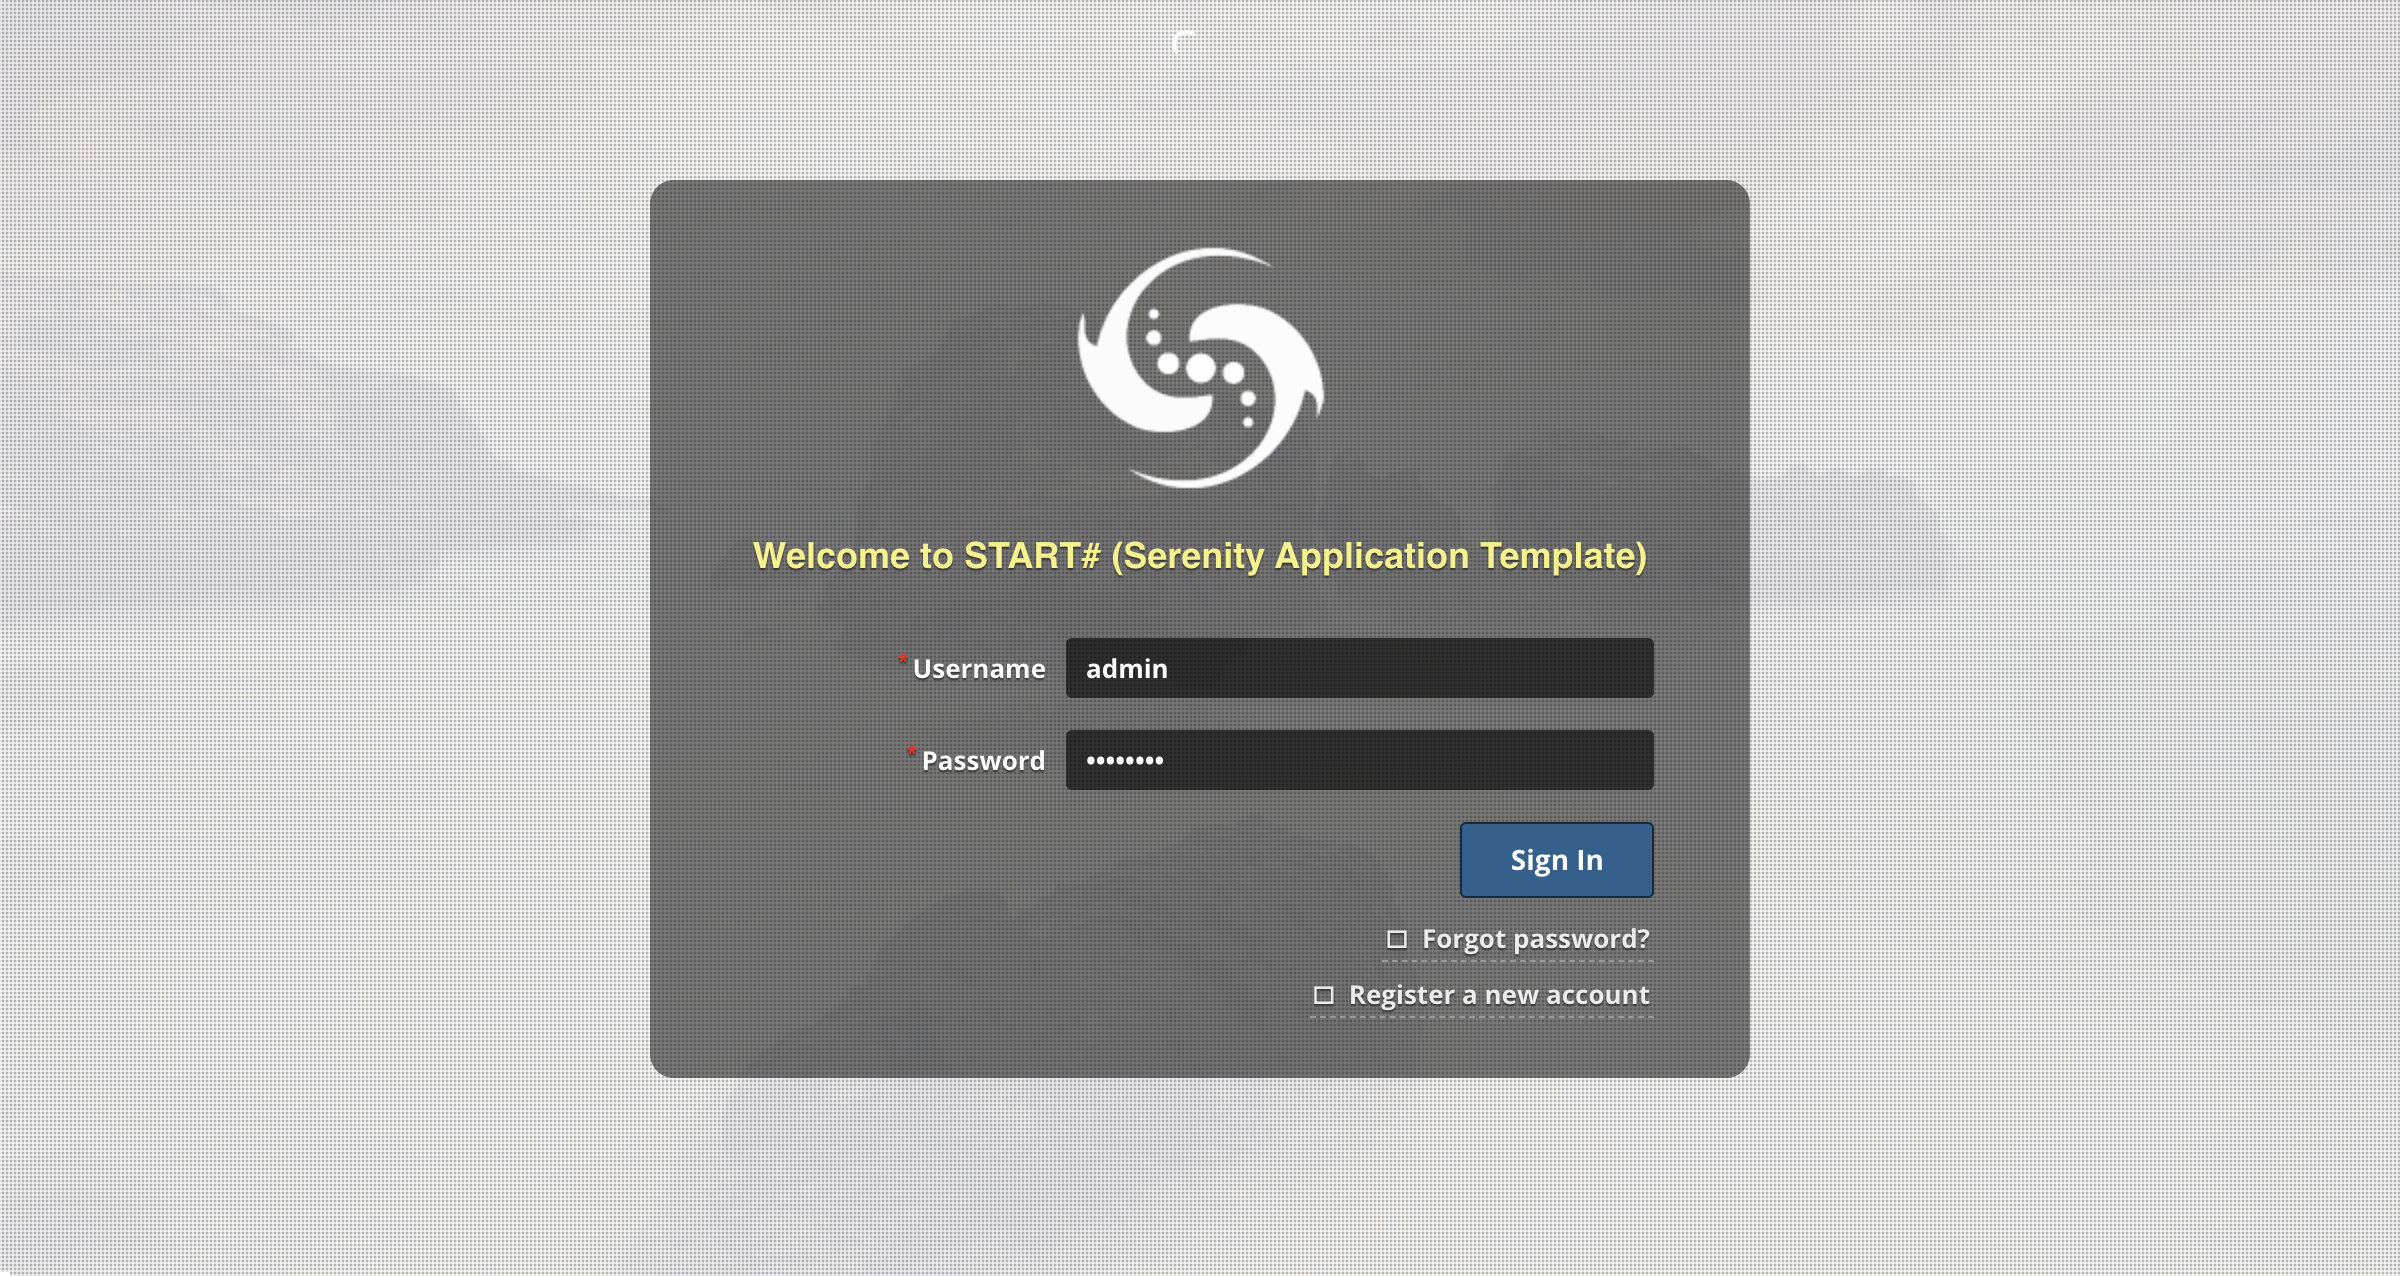 Welcome to START# (Serenity Application Template)
* Username
admin
* Password
••••••••
Sign In
Forgot password?
Register a new account